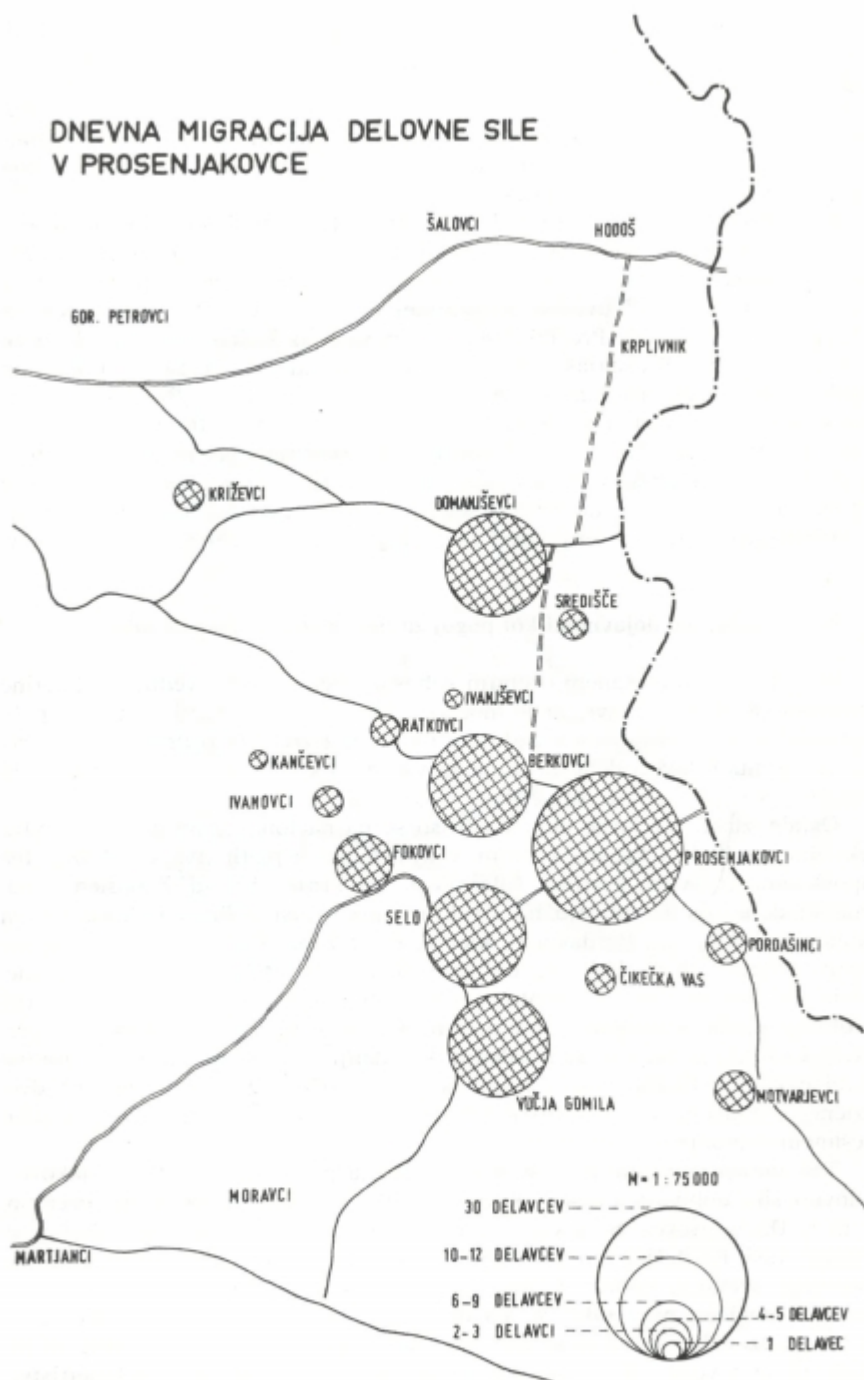 DNEVNA MIGRACIJA DELOVNE SILE
V PROSENJAKOVCE
ŠALOVCI
HODOŠ
GOR. PETROVCI
KRPLIVNIK
KRIŽEVCI
DOMANJŠEVCI
SREDIŠČE
IVANJŠEVCI
RATKOVCI
KANČEVCI
BERKOVCI
IVANOVCI
FOKOVCI
PROSENJAKOVCI
SELO
PORDAŠINCI
ČIKEČKA VAS
MOTVARJEVCI
VUČJA GOMILA
MORAVCI
MARTJANCI
M = 1 : 75 000
30 DELAVCEV
10-12 DELAVCEV
6-9 DELAVCEV
4-5 DELAVCEV
2-3 DELAVCI
1 DELAVEC